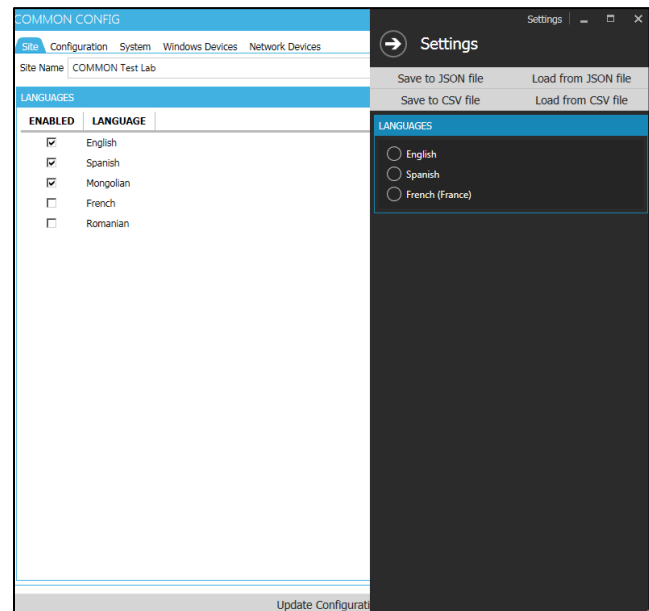 COMMON CONFIG
Site Configuration System Windows Devices Network Devices
Site Name COMMON Test Lab
LANGUAGES
ENABLED LANGUAGE
English
Spanish
Mongolian
French
Romanian
Update Configurati
Settings
Settings
Save to JSON file Load from JSON file
Save to CSV file Load from CSV file
LANGUAGES
English
Spanish
French (France)